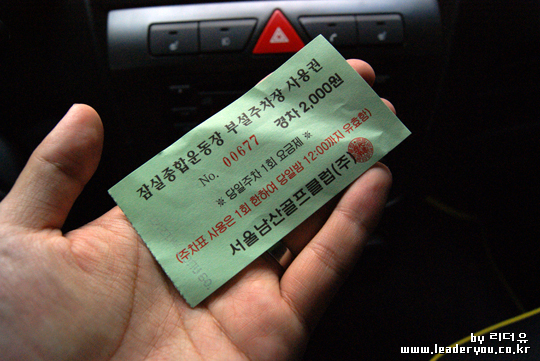 잠실종합운동장 부설주차장 사용권
No. 00677 경차 2,000원
※ 당일주차 1회 요금제 ※
(주차표 사용은 1회 한하여 당일밤 12:00까지 유효함)
서울남산골프클럽(주)
by 리더유
www.leaderyou.co.kr